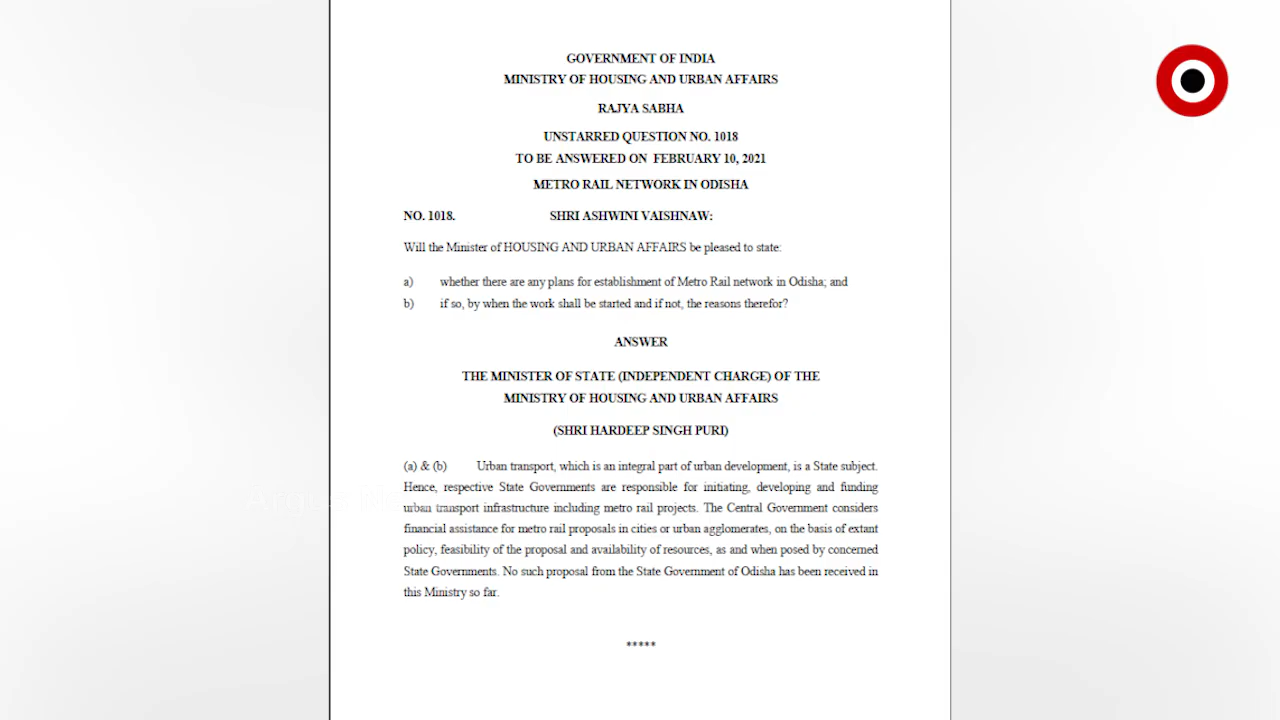 GOVERNMENT OF INDIA
MINISTRY OF HOUSING AND URBAN AFFAIRS
RAJYA SABHA
UNSTARRED QUESTION NO. 1018
TO BE ANSWERED ON FEBRUARY 10, 2021
METRO RAIL NETWORK IN ODISHA
NO. 1018. SHRI ASHWINI VAISHNAW:
Will the Minister of HOUSING AND URBAN AFFAIRS be pleased to state:
a) whether there are any plans for establishment of Metro Rail network in Odisha; and
b) if so, by when the work shall be started and if not, the reasons therefor?
ANSWER
THE MINISTER OF STATE (INDEPENDENT CHARGE) OF THE
MINISTRY OF HOUSING AND URBAN AFFAIRS
(SHRI HARDEEP SINGH PURI)
(a) & (b) Urban transport, which is an integral part of urban development, is a State subject.
Hence, respective State Governments are responsible for initiating, developing and funding
urban transport infrastructure including metro rail projects. The Central Government considers
financial assistance for metro rail proposals in cities or urban agglomerates, on the basis of extant
policy, feasibility of the proposal and availability of resources, as and when posed by concerned
State Governments. No such proposal from the State Government of Odisha has been received in
this Ministry so far.
*****